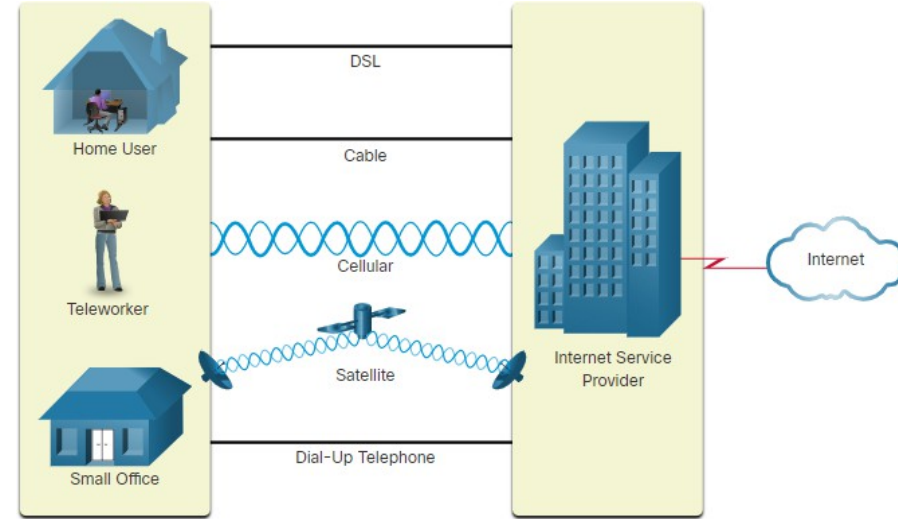 DSL
Home User
Cable
Cellular
Internet
Teleworker
Satellite
Internet Service
Provider
Dial-Up Telephone
Small Office